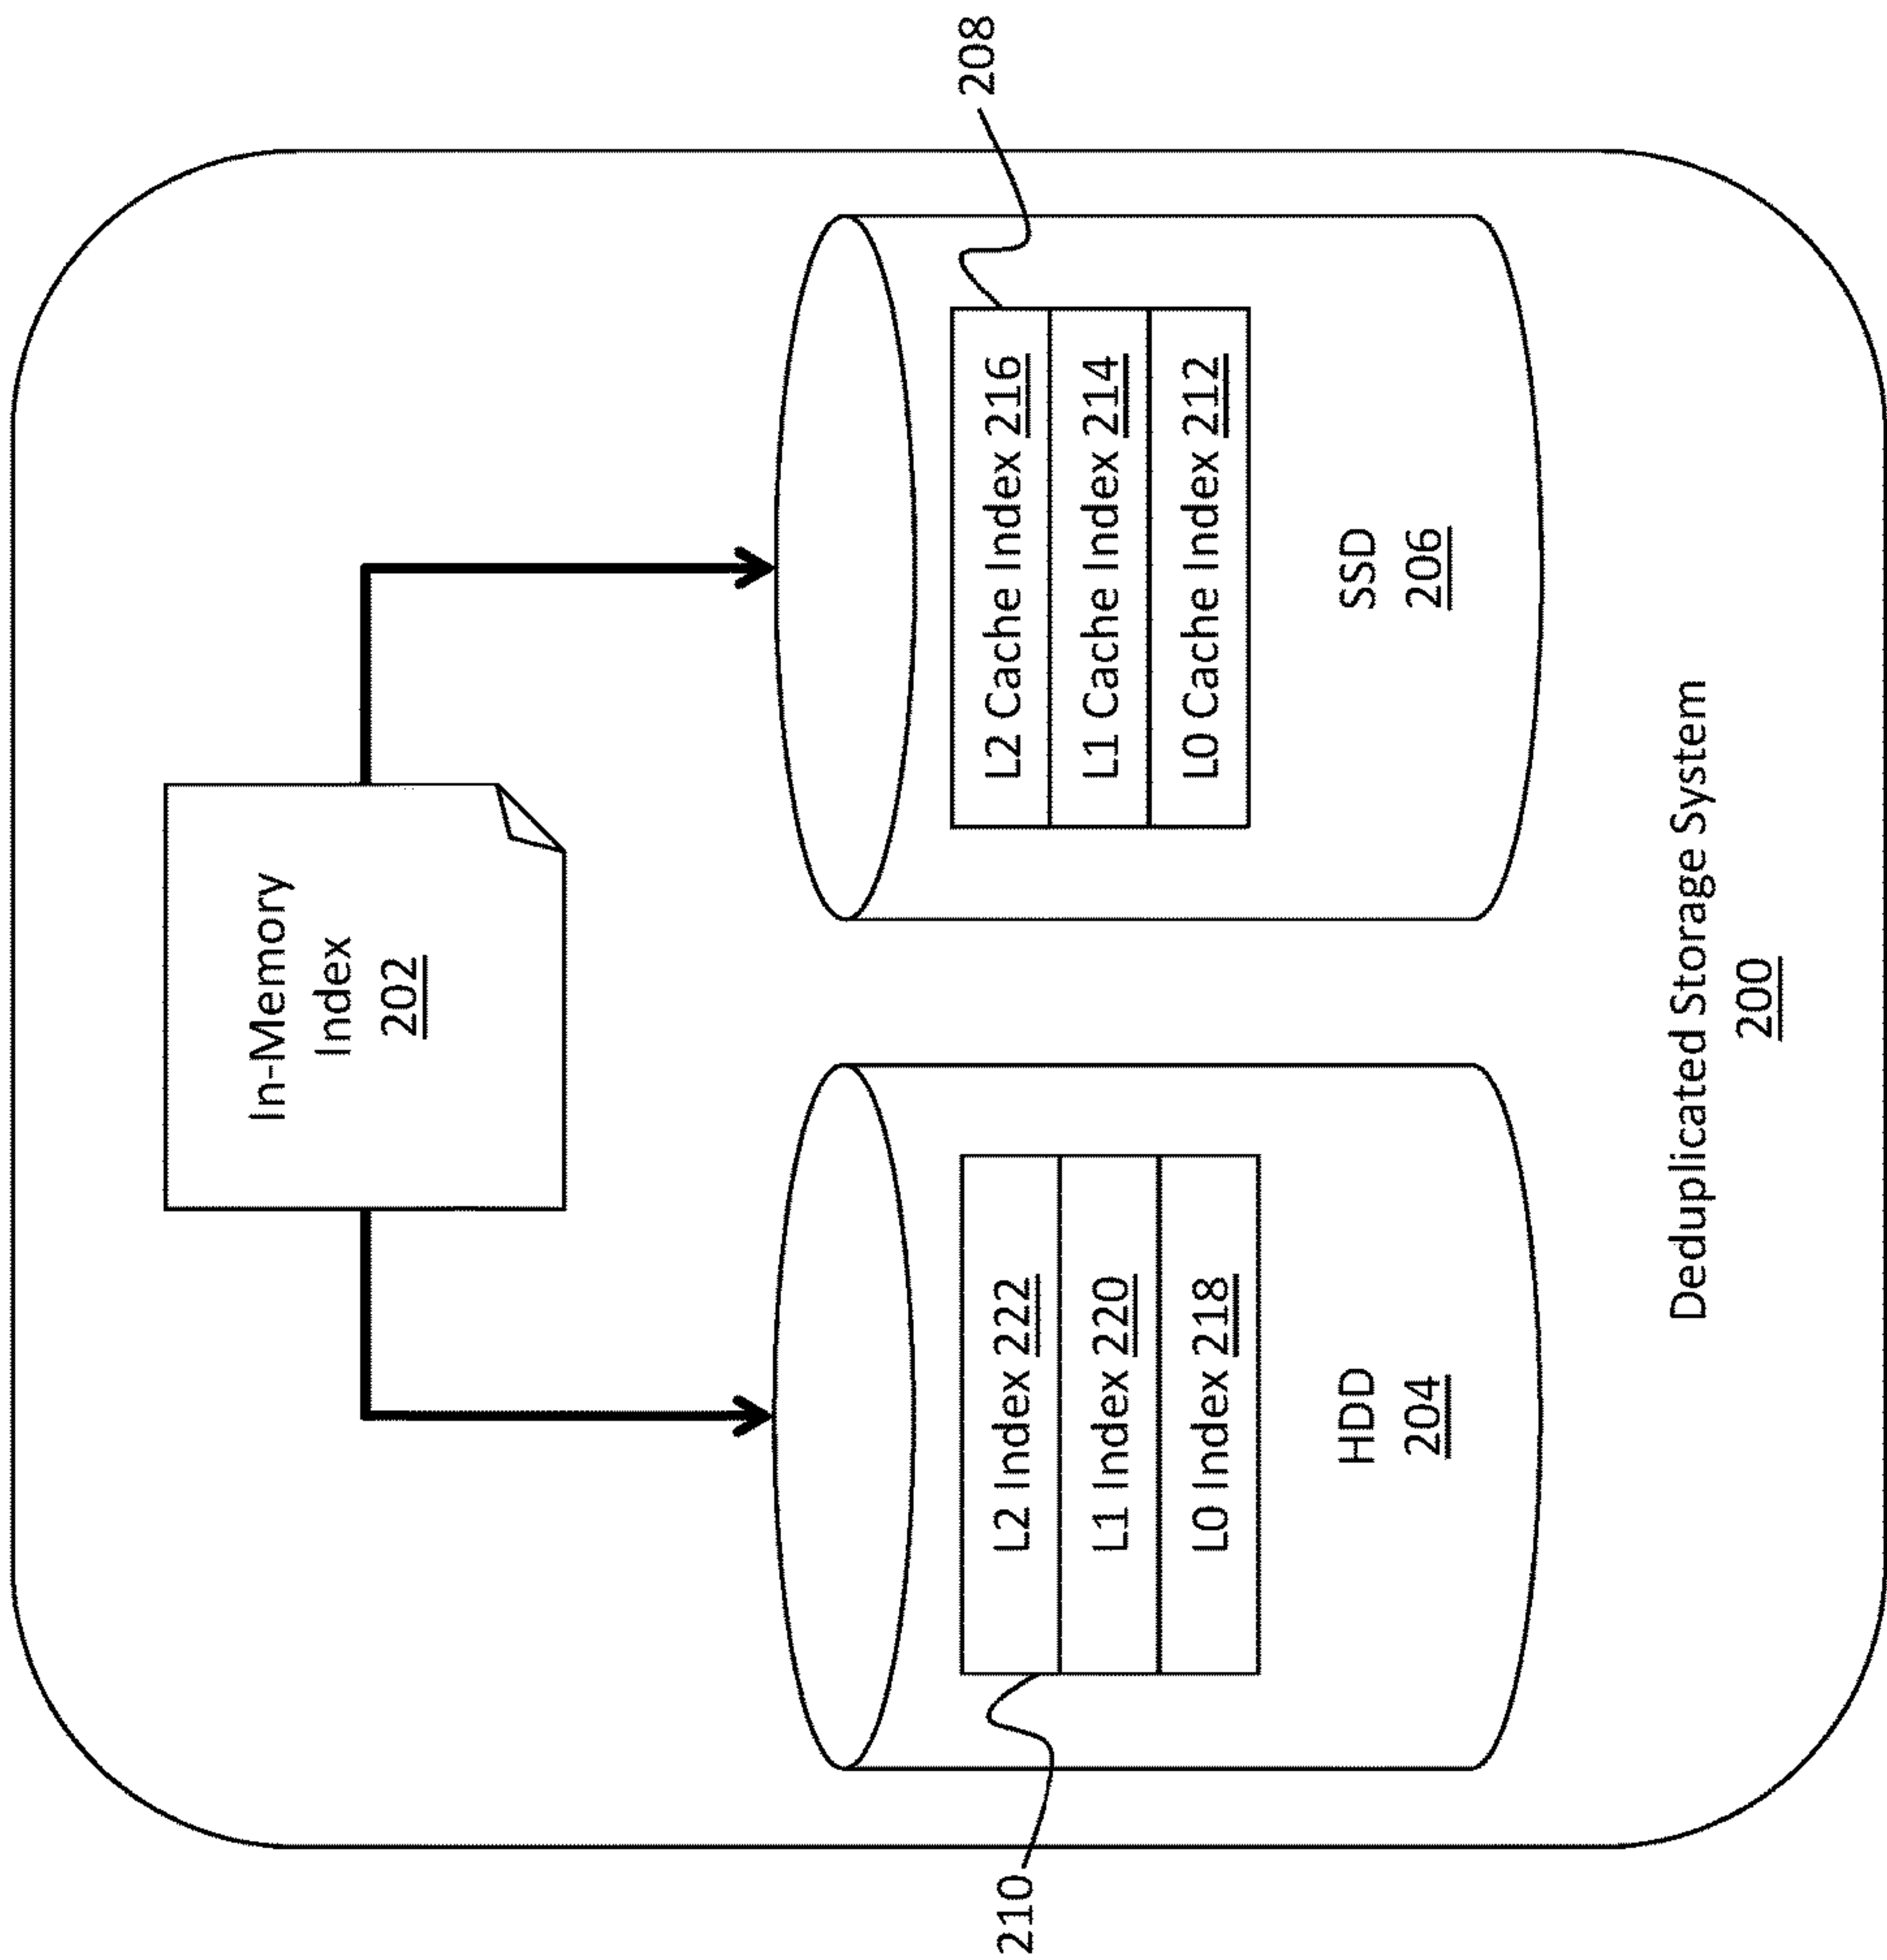 In-Memory
Index
202
210
L2 Index 222
L1 Index 220
L0 Index 218
HDD
204
208
L2 Cache Index 216
L1 Cache Index 214
L0 Cache Index 212
SSD
206
Deduplicated Storage System
200